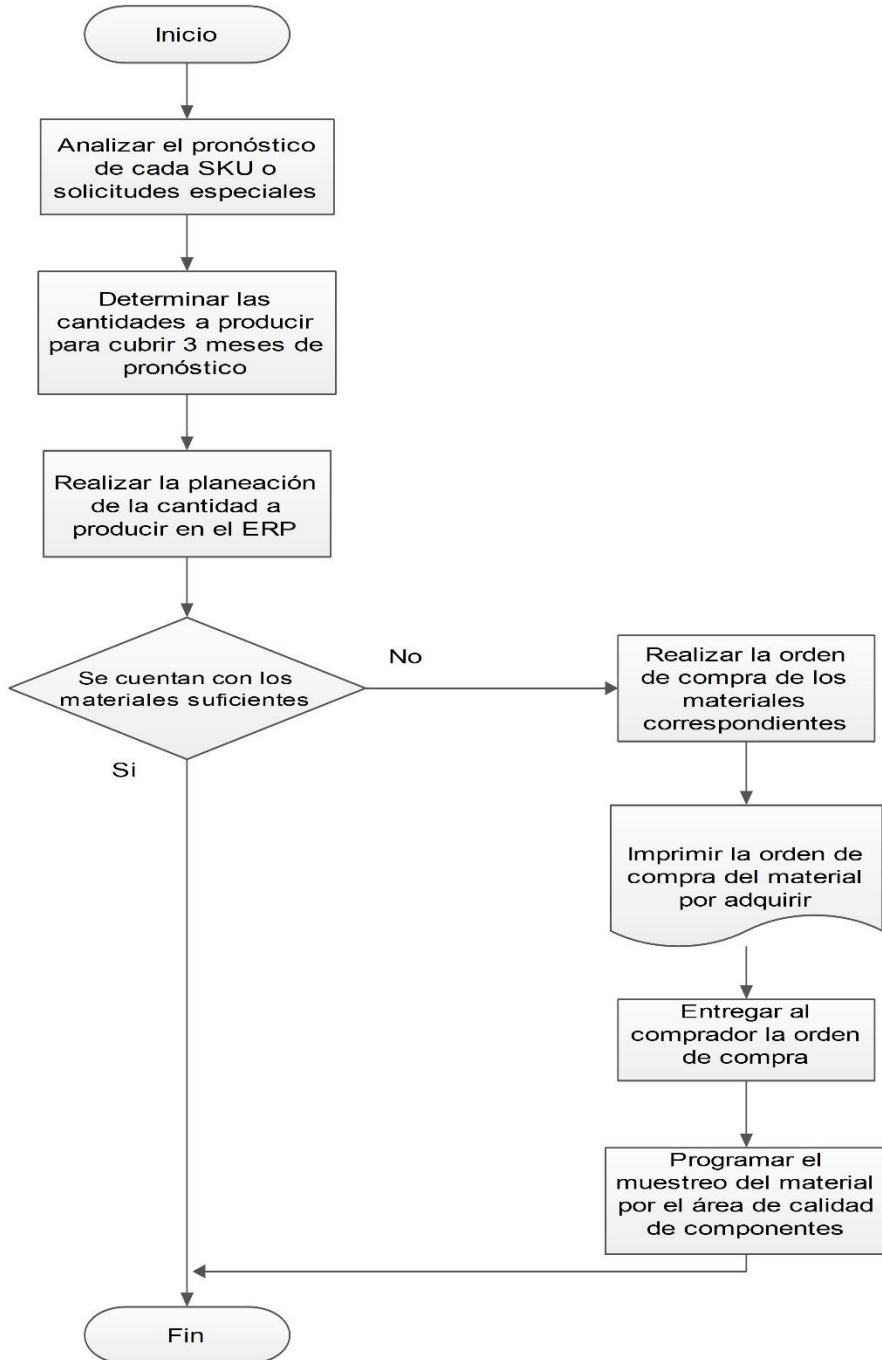 Inicio
Analizar el pronóstico
de cada SKU o
solicitudes especiales
Determinar las
cantidades a producir
para cubrir 3 meses de
pronóstico
Realizar la planeación
de la cantidad a
producir en el ERP
Se cuentan con los
materiales suficientes
No
Si
Realizar la orden
de compra de los
materiales
correspondientes
Imprimir la orden de
compra del material
por adquirir
Entregar al
comprador la orden
de compra
Programar el
muestreo del material
por el área de calidad
de componentes
Fin